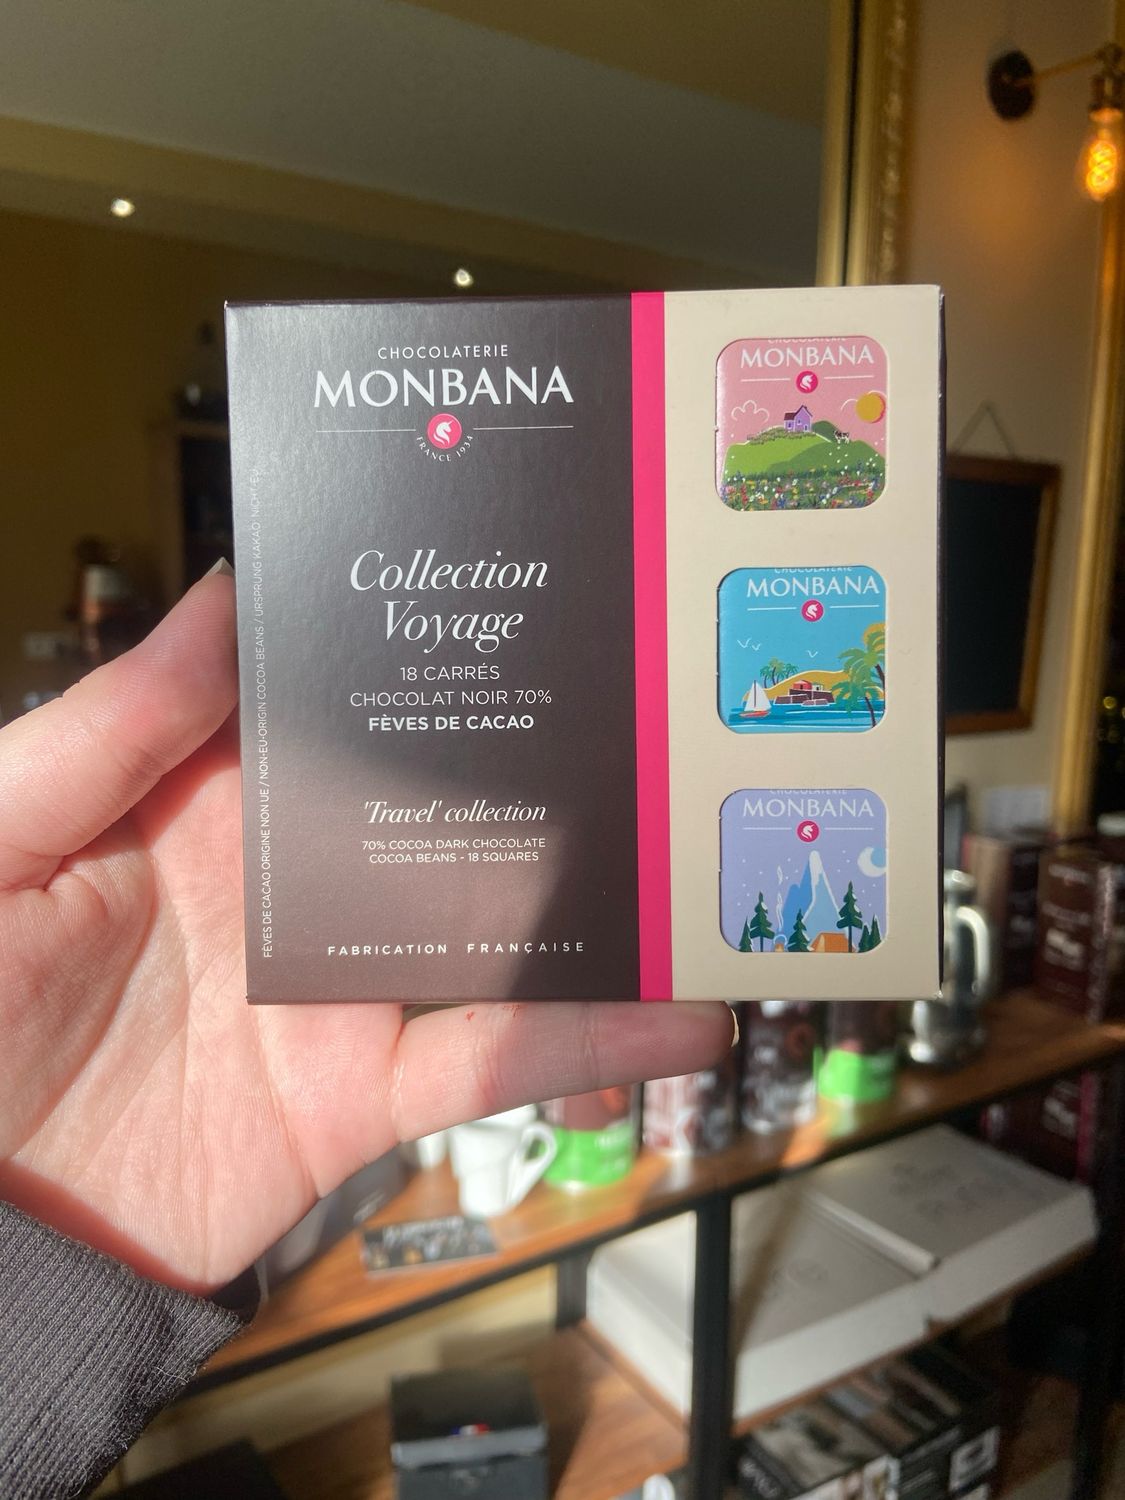 CHOCOLATERIE
MONBANA
FRANCE 1934
Collection
Voyage
18 CARRÉS
CHOCOLAT NOIR 70%
FÈVES DE CACAO
'Travel' collection
70% COCOA DARK CHOCOLATE
COCOA BEANS - 18 SQUARES
FABRICATION FRANÇAISE
FÈVES DE CACAO ORIGINE NON UE / NON-EU-ORIGIN COCOA BEANS / URSPRUNG KAKAO NICHT-EU
CHOCOLATERIE
MONBANA
CHOCOLATERIE
MONBANA
CHOCOLATERIE
MONBANA